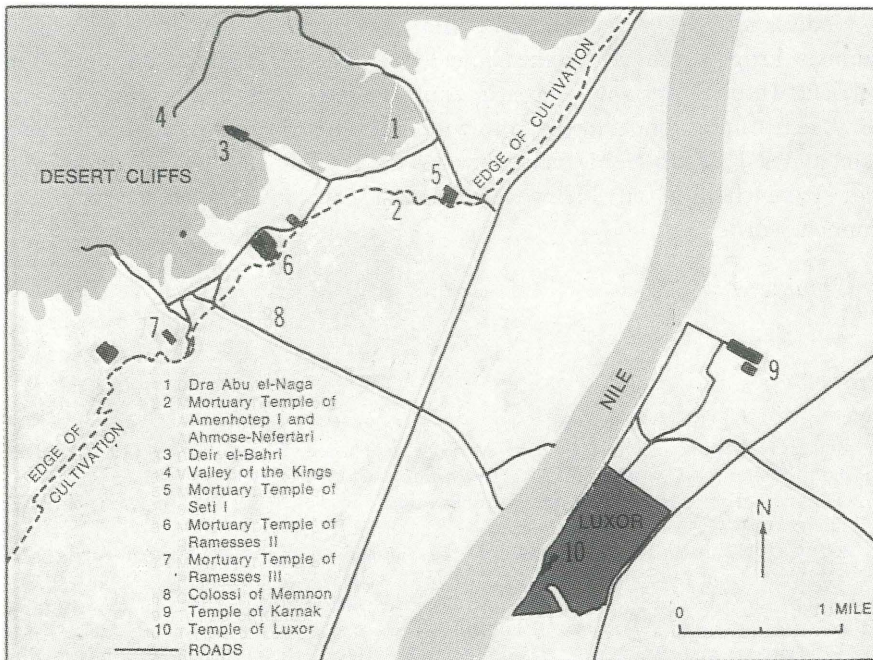 4
3
1
DESERT CLIFFS
5
EDGE OF CULTIVATION
2
6
7
8
9
NILE
EDGE OF
CULTIVATION
LUXOR
10
N
0 1 MILE
1 Dra Abu el-Naga
2 Mortuary Temple of
Amenhotep I and
Ahmose-Nefertari
3 Deir el-Bahri
4 Valley of the Kings
5 Mortuary Temple of
Seti I
6 Mortuary Temple of
Ramesses II
7 Mortuary Temple of
Ramesses III
8 Colossi of Memnon
9 Temple of Karnak
10 Temple of Luxor
ROADS